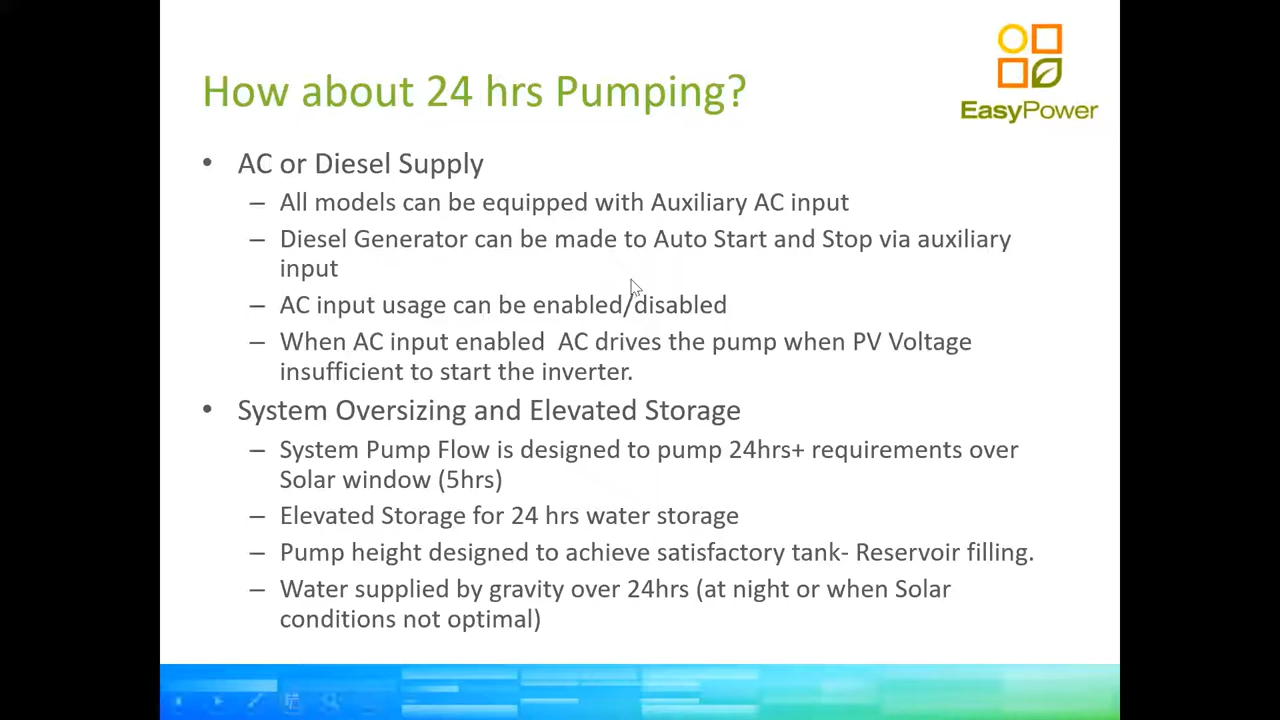 How about 24 hrs Pumping?
EasyPower
• AC or Diesel Supply
– All models can be equipped with Auxiliary AC input
– Diesel Generator can be made to Auto Start and Stop via auxiliary
input
– AC input usage can be enabled/disabled
– When AC input enabled  AC drives the pump when PV Voltage
insufficient to start the inverter.
• System Oversizing and Elevated Storage
– System Pump Flow is designed to pump 24hrs+ requirements over
Solar window (5hrs)
– Elevated Storage for 24 hrs water storage
– Pump height designed to achieve satisfactory tank- Reservoir filling.
– Water supplied by gravity over 24hrs (at night or when Solar
conditions not optimal)